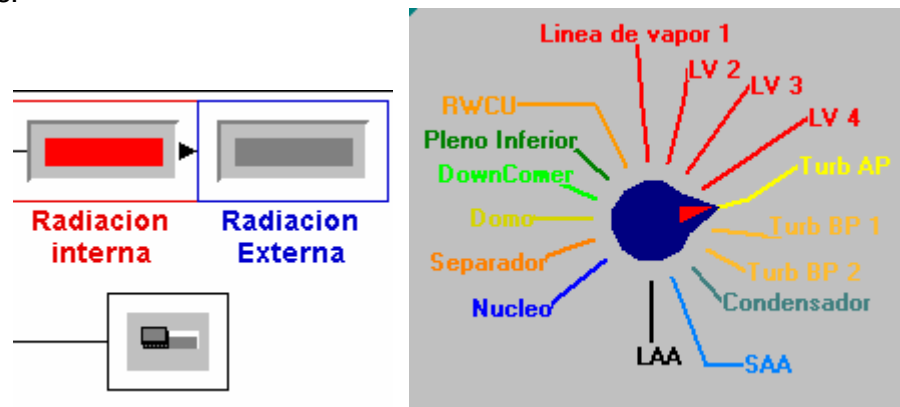 Radiacion
interna
Radiacion
Externa
Linea de vapor 1
LV 2
LV 3
LV 4
Turb AP
Turb BP 1
Turb BP 2
Condensador
SAA
LAA
Nucleo
Separador
Domo
DownComer
Pleno Inferior
RWCU